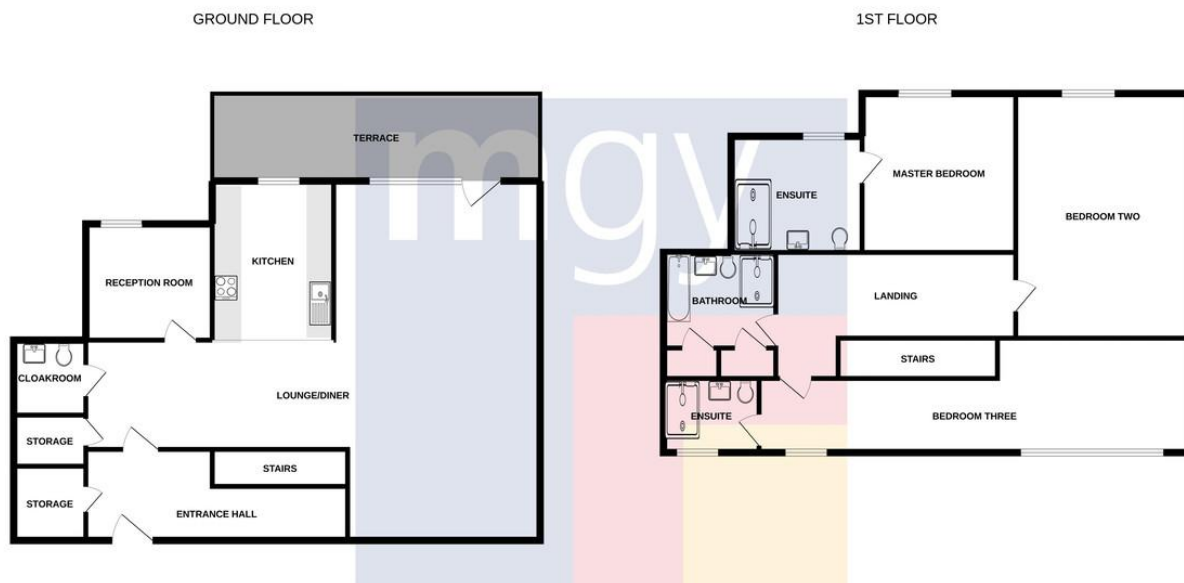 GROUND FLOOR
1ST FLOOR
TERRACE
mgy
KITCHEN
RECEPTION ROOM
CLOAKROOM
LOUNGE/DINER
STORAGE
STAIRS
STORAGE
ENTRANCE HALL
MASTER BEDROOM
ENSUITE
BEDROOM TWO
LANDING
BATHROOM
STAIRS
ENSUITE
BEDROOM THREE